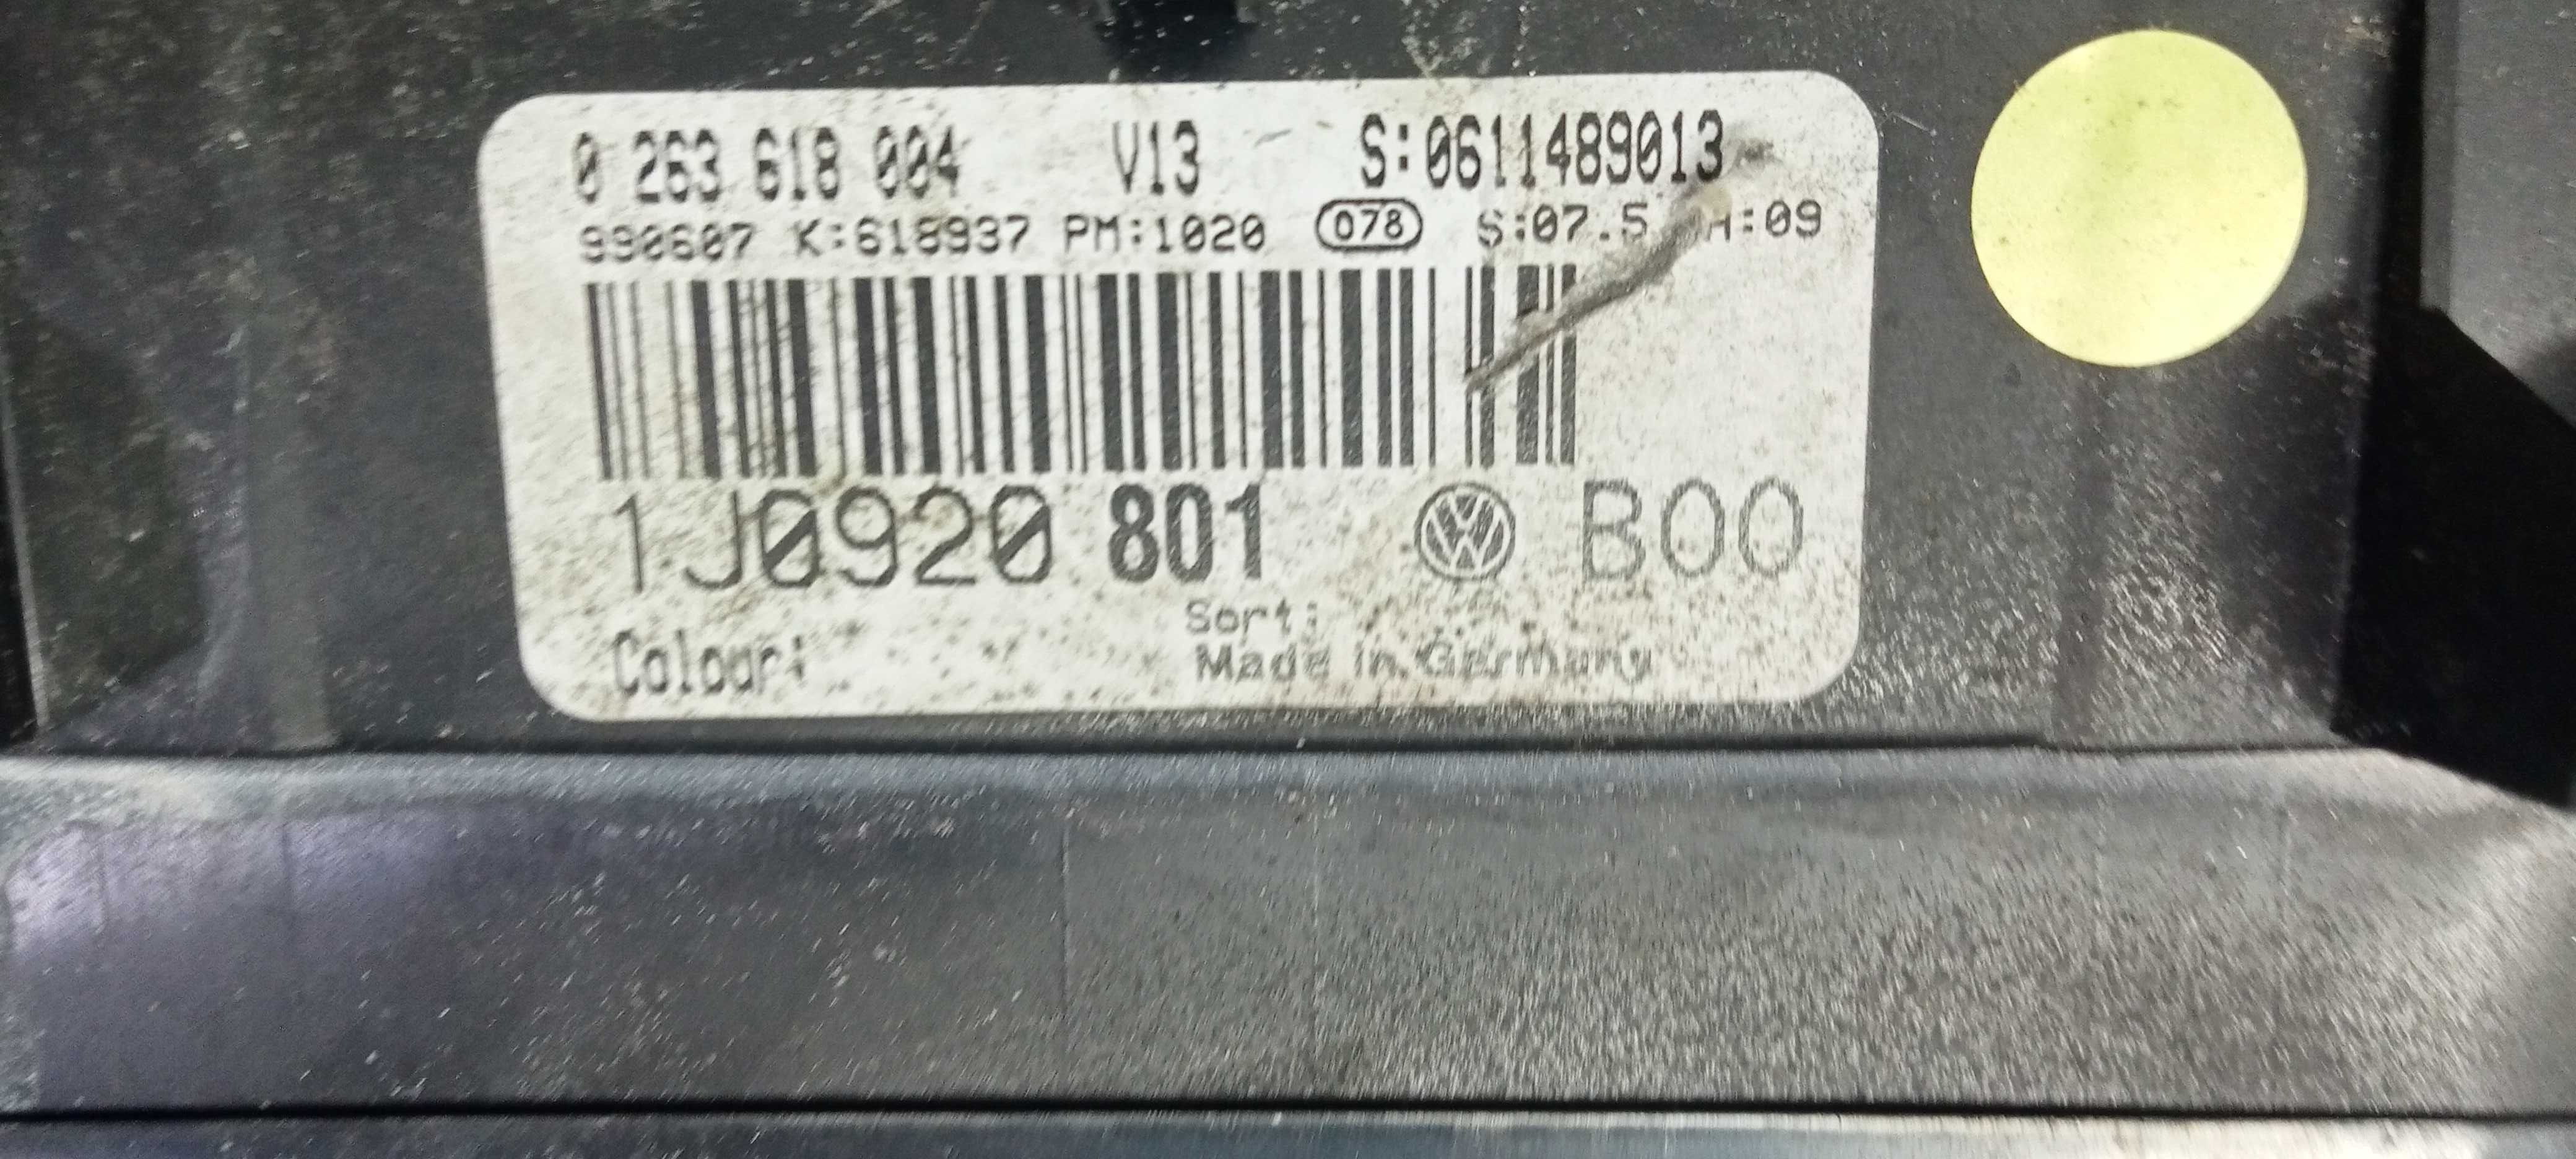 0 263 618 004 V13 S:0611489013
990607 K:618937 PM:1020 078 S:07.5 :09
1J0920 801 B00
Colour:
Sort:
Made in Germany